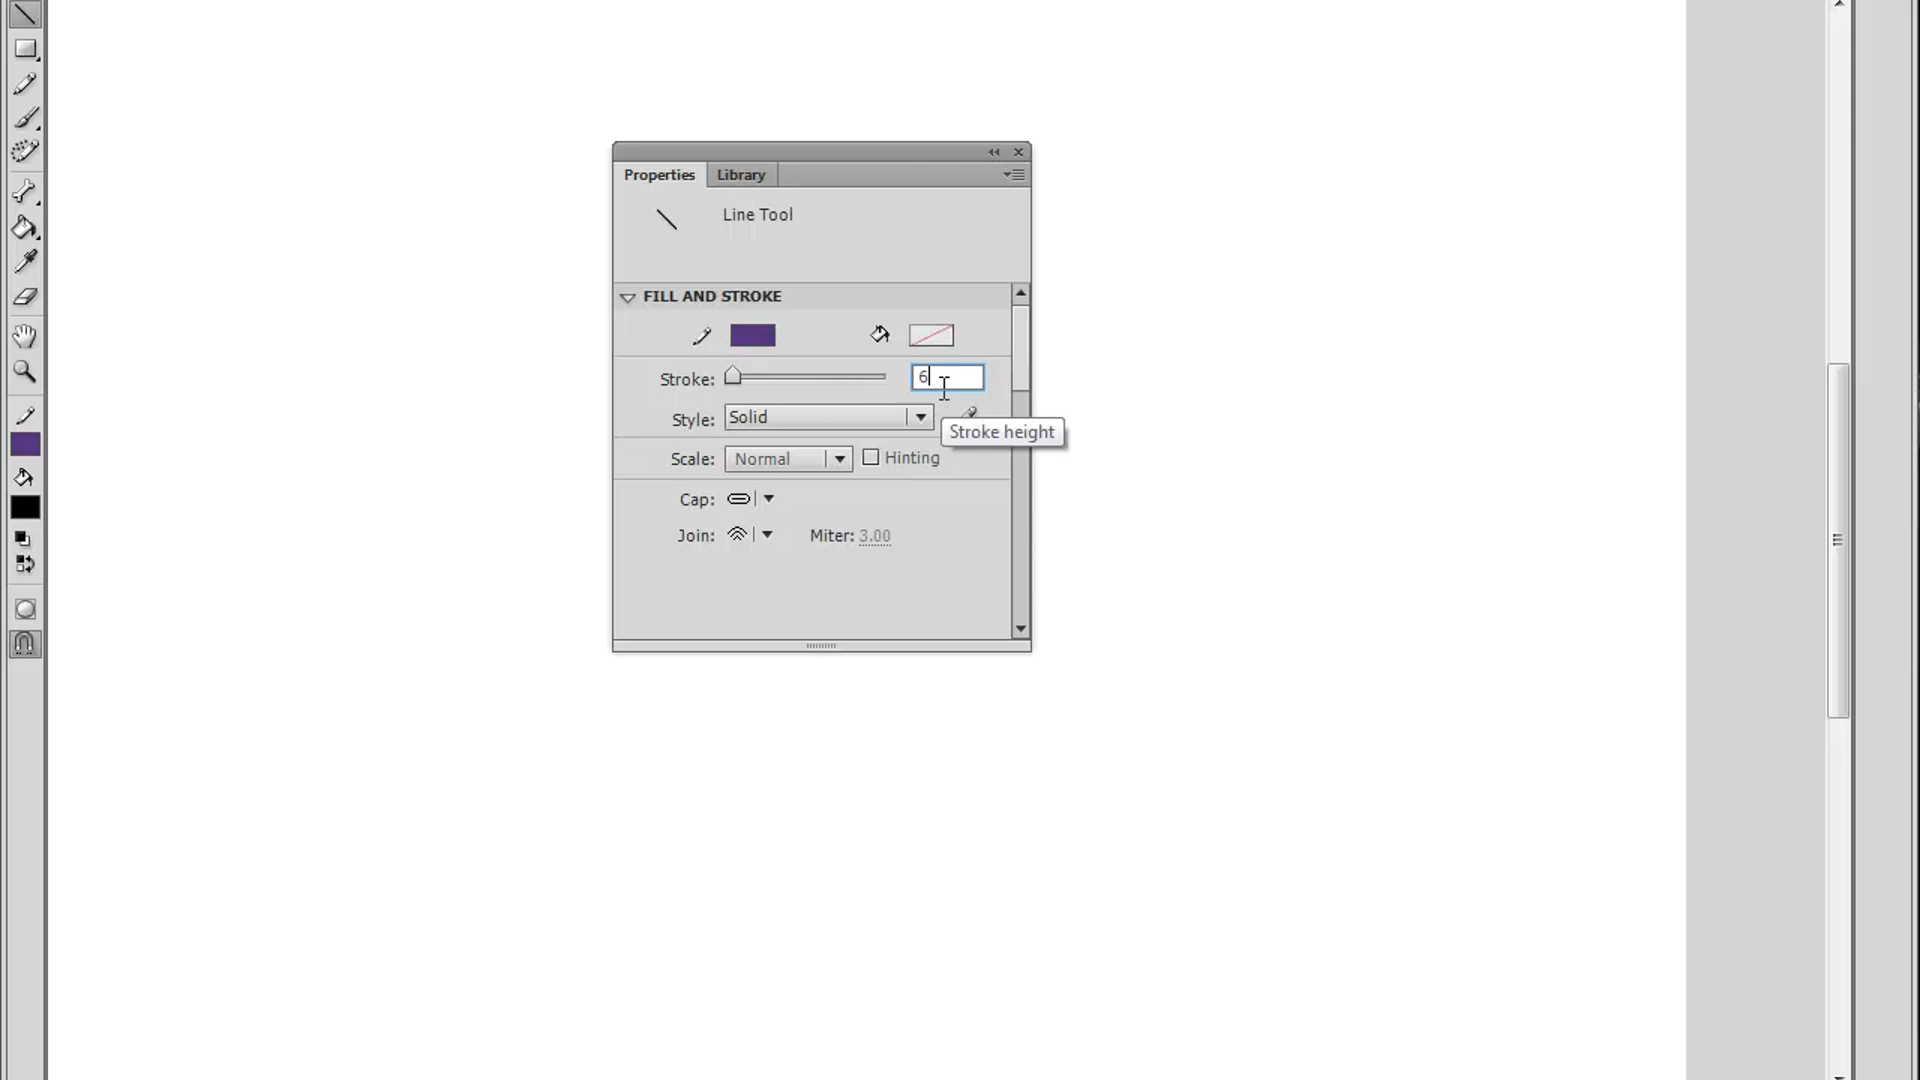 Properties Library
Line Tool
FILL AND STROKE
Stroke: 6
Style: Solid
Stroke height
Scale: Normal Hinting
Cap:
Join: Miter: 3.00